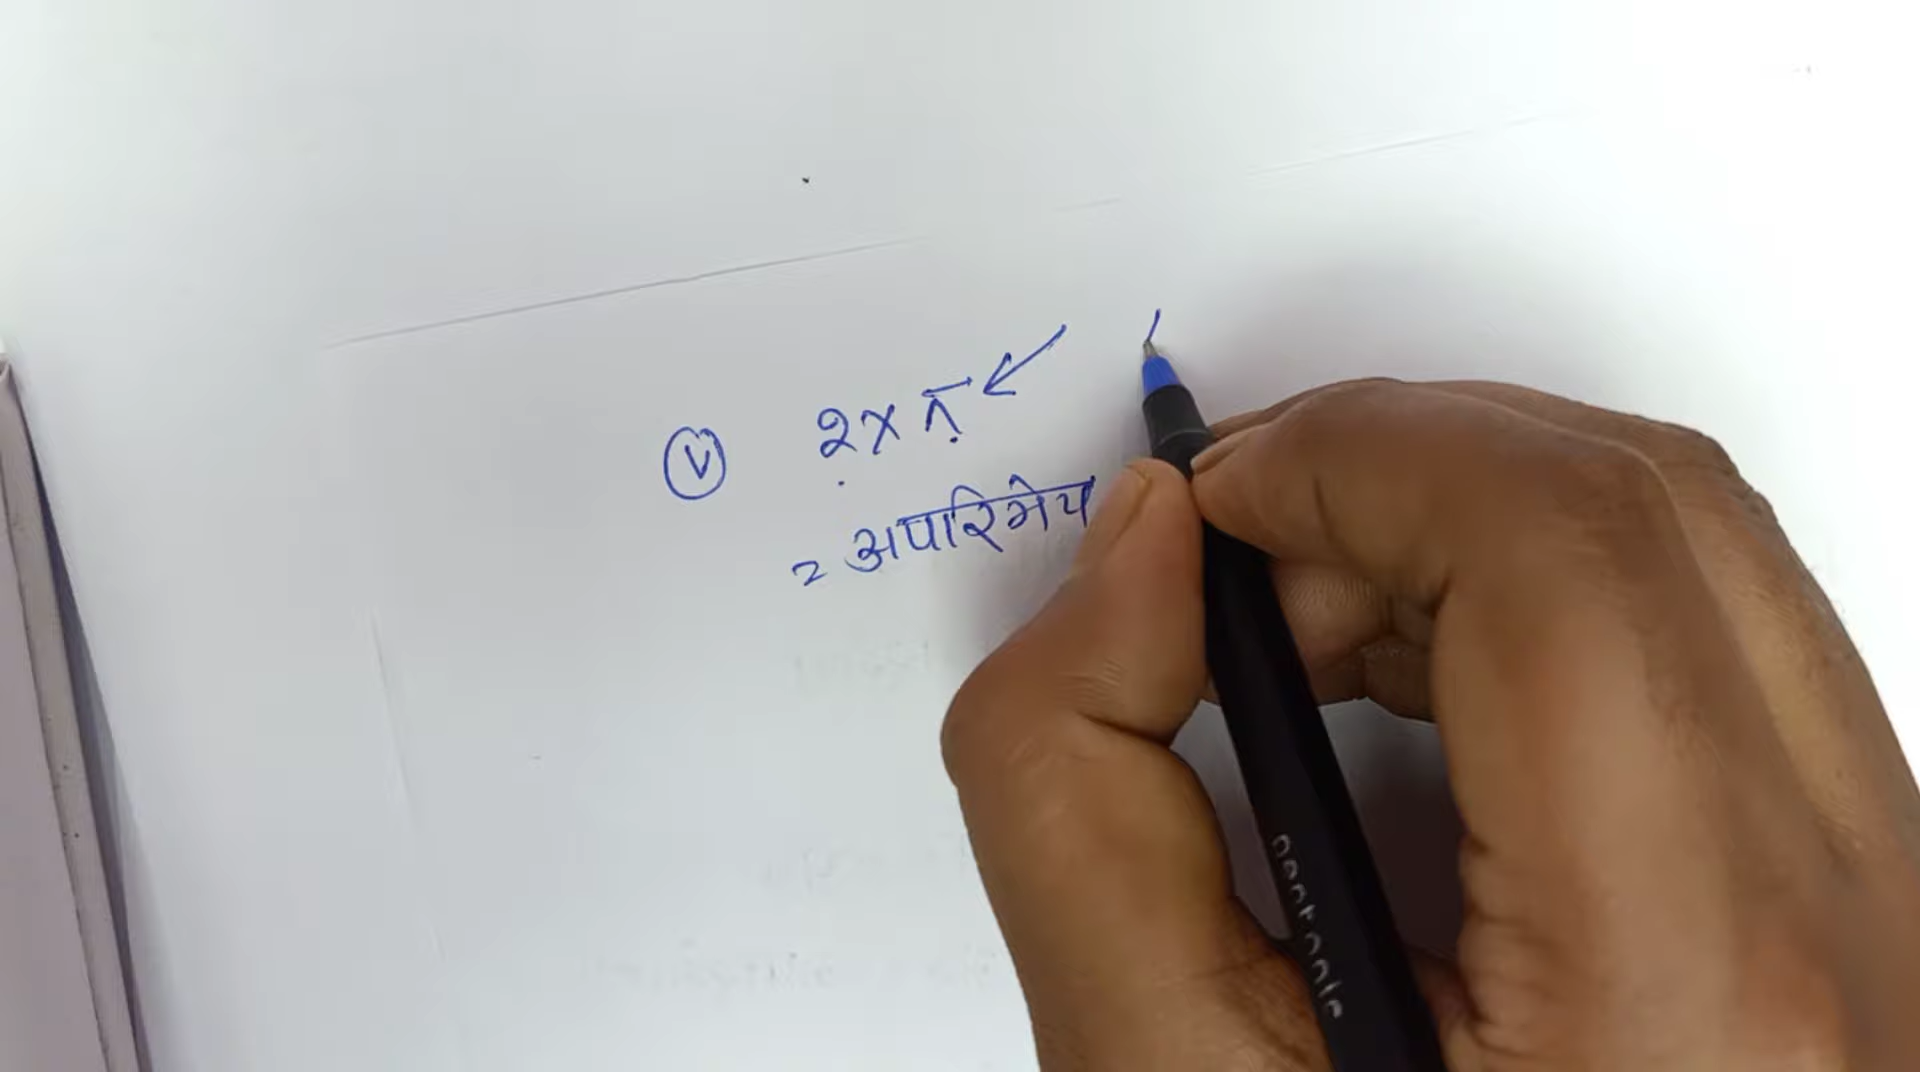 (v) 2 × π
= अपरिमेय